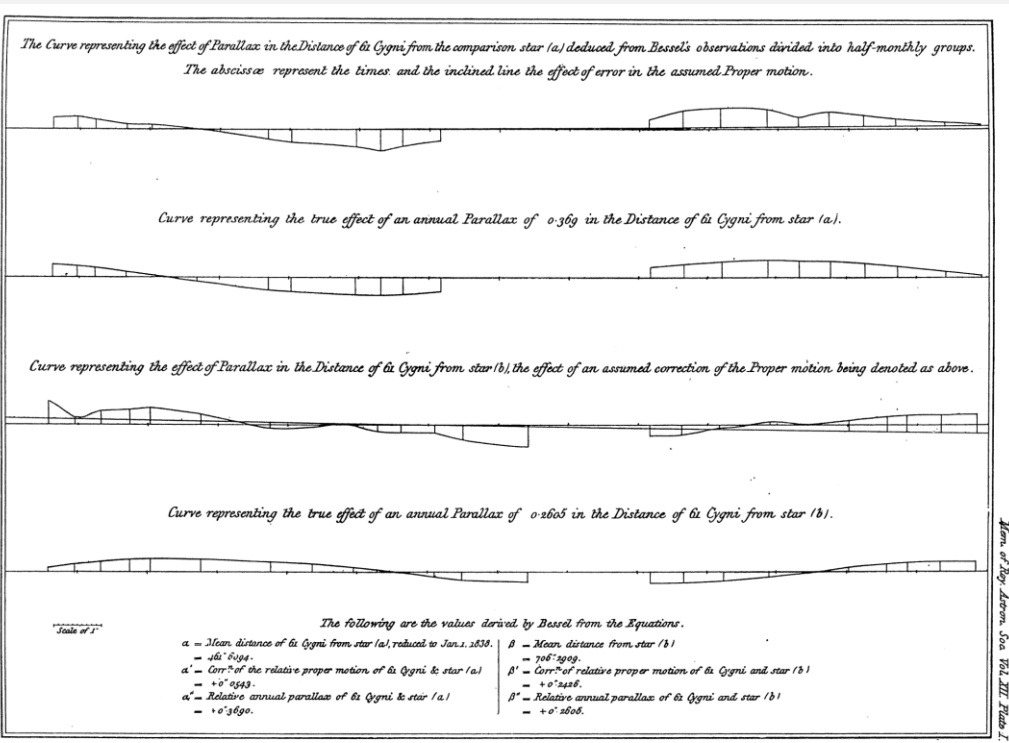 The Curve representing the effect of Parallax in the Distance of 61 Cygni from the comparison star (a) deduced from Bessel's observations divided into half-monthly groups.
The abscissæ represent the times, and the inclined line the effect of error in the assumed Proper motion.
Curve representing the true effect of an annual Parallax of 0·369 in the Distance of 61 Cygni from star (a).
Curve representing the effect of Parallax in the Distance of 61 Cygni from star (b), the effect of an assumed correction of the Proper motion being denoted as above.
Curve representing the true effect of an annual Parallax of 0·2605 in the Distance of 61 Cygni from star (b).
Scale of 1"
The following are the values derived by Bessel from the Equations.
α = Mean distance of 61 Cygni from star (a), reduced to Jan. 1. 1838.
= 461"·6094.
α' = Corrn. of the relative proper motion of 61 Cygni & star (a)
= +0"·0543.
α" = Relative annual parallax of 61 Cygni & star (a)
= +0"·3690.
β = Mean distance from star (b)
= 706"·2909.
β' = Corrn. of relative proper motion of 61 Cygni and star (b)
= +0"·2426.
β" = Relative annual parallax of 61 Cygni and star (b)
= +0"·2605.
Mem. of Roy. Astron. Soc. Vol. XII. Plate I.